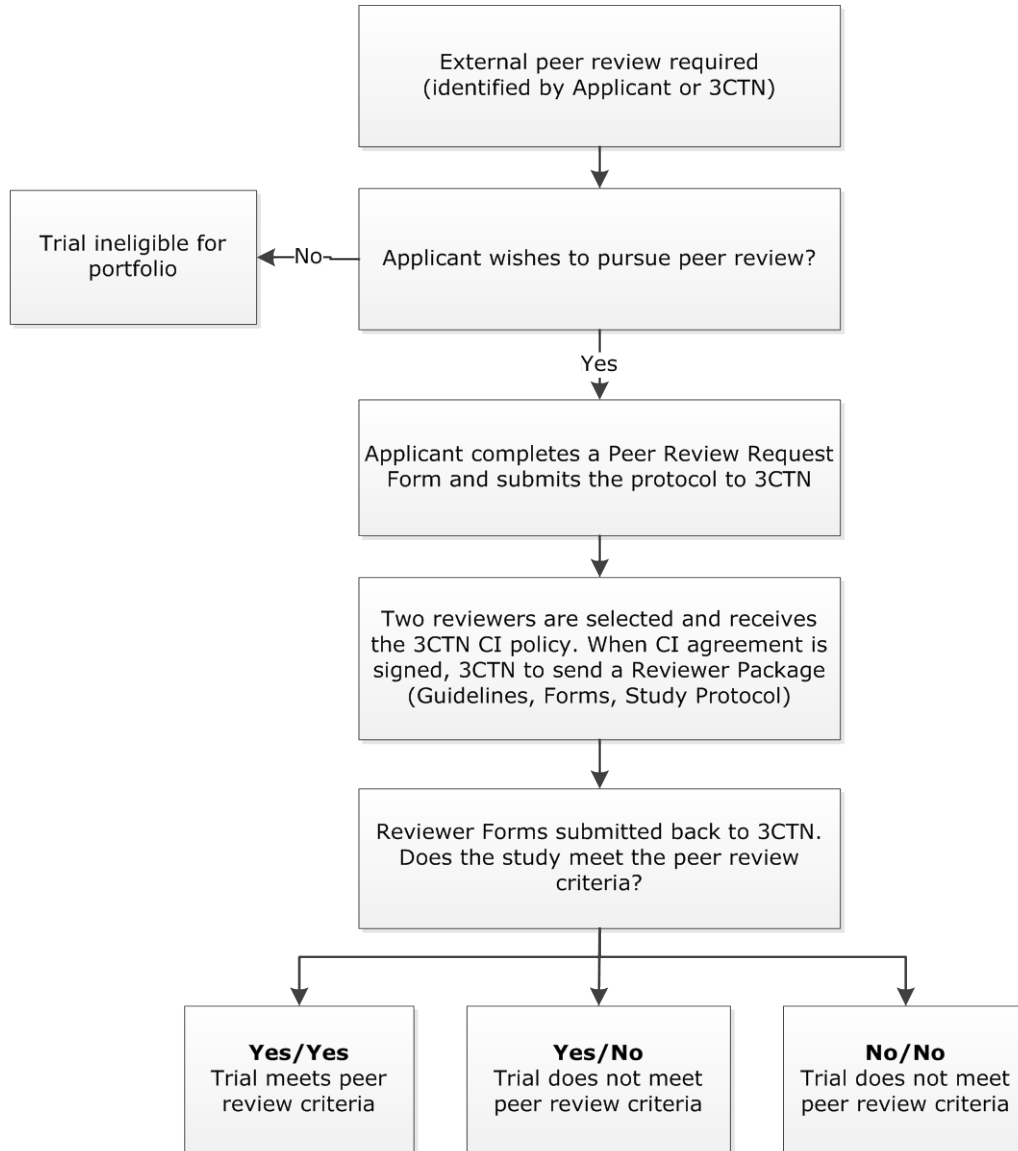 External peer review required
(identified by Applicant or 3CTN)
Applicant wishes to pursue peer review?
No
Trial ineligible for
portfolio
Yes
Applicant completes a Peer Review Request
Form and submits the protocol to 3CTN
Two reviewers are selected and receives
the 3CTN CI policy. When CI agreement is
signed, 3CTN to send a Reviewer Package
(Guidelines, Forms, Study Protocol)
Reviewer Forms submitted back to 3CTN.
Does the study meet the peer review
criteria?
Yes/Yes
Trial meets peer
review criteria
Yes/No
Trial does not meet
peer review criteria
No/No
Trial does not meet
peer review criteria